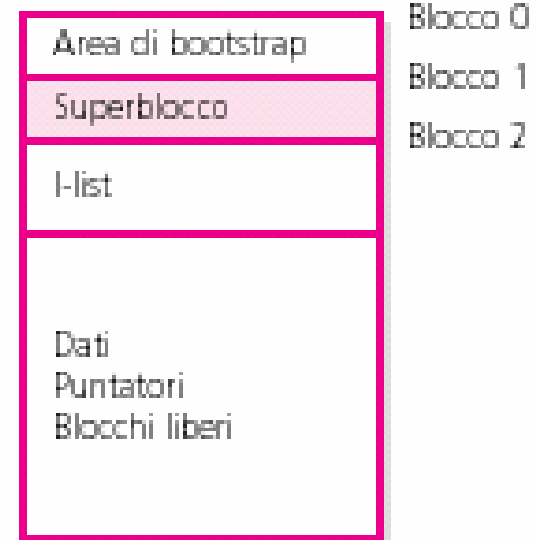 Area di bootstrap
Blocco 0
Superblocco
Blocco 1
I-list
Blocco 2
Dati
Puntatori
Blocchi liberi